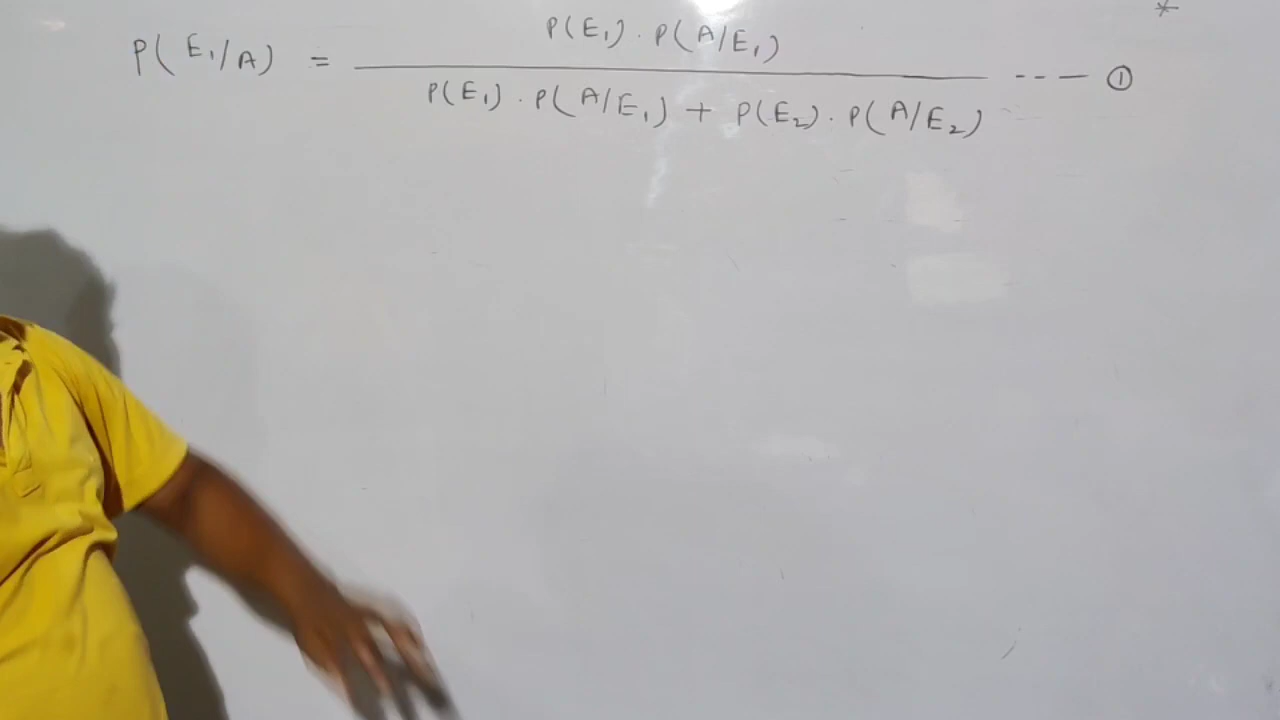 *
P(E₁/A) = P(E₁) · P(A/E₁) / P(E₁) · P(A/E₁) + P(E₂) · P(A/E₂) ---- ①